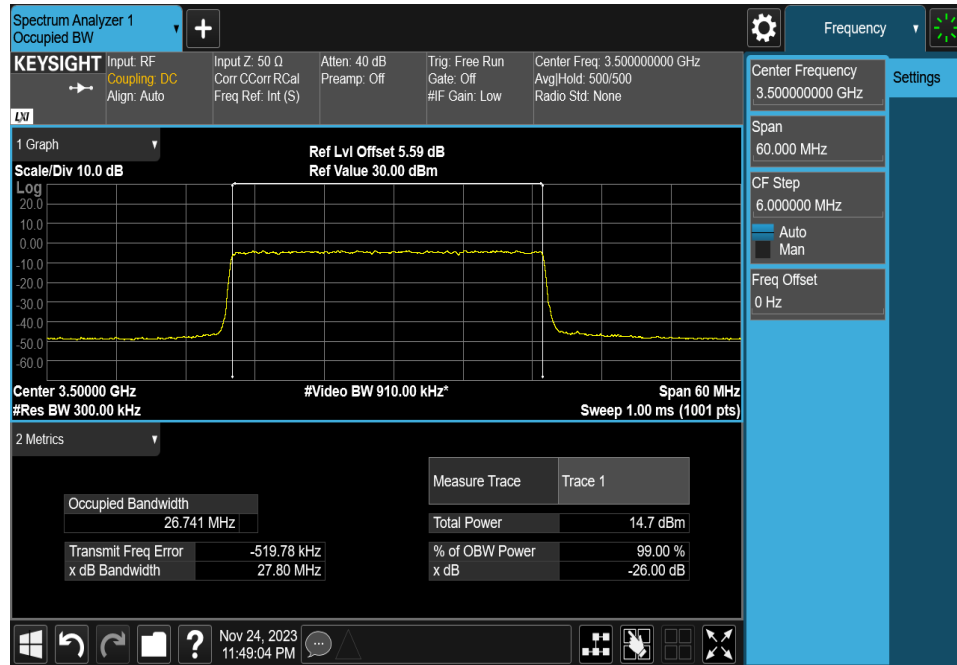 Spectrum Analyzer 1
Occupied BW
+
Frequency
KEYSIGHT
LXI
Input: RF
Coupling: DC
Align: Auto
Input Z: 50 Ω
Corr CCorr RCal
Freq Ref: Int (S)
Atten: 40 dB
Preamp: Off
Trig: Free Run
Gate: Off
#IF Gain: Low
Center Freq: 3.500000000 GHz
Avg|Hold: 500/500
Radio Std: None
Center Frequency
3.500000000 GHz
Settings
Span
60.000 MHz
CF Step
6.000000 MHz
Auto
Man
Freq Offset
0 Hz
1 Graph
Scale/Div 10.0 dB
Ref Lvl Offset 5.59 dB
Ref Value 30.00 dBm
Log
20.0
10.0
0.00
-10.0
-20.0
-30.0
-40.0
-50.0
-60.0
Center 3.50000 GHz
#Res BW 300.00 kHz
#Video BW 910.00 kHz*
Span 60 MHz
Sweep 1.00 ms (1001 pts)
2 Metrics
Measure Trace Trace 1
Occupied Bandwidth
26.741 MHz
Total Power 14.7 dBm
Transmit Freq Error -519.78 kHz
% of OBW Power 99.00 %
x dB Bandwidth 27.80 MHz
x dB -26.00 dB
?
Nov 24, 2023
11:49:04 PM